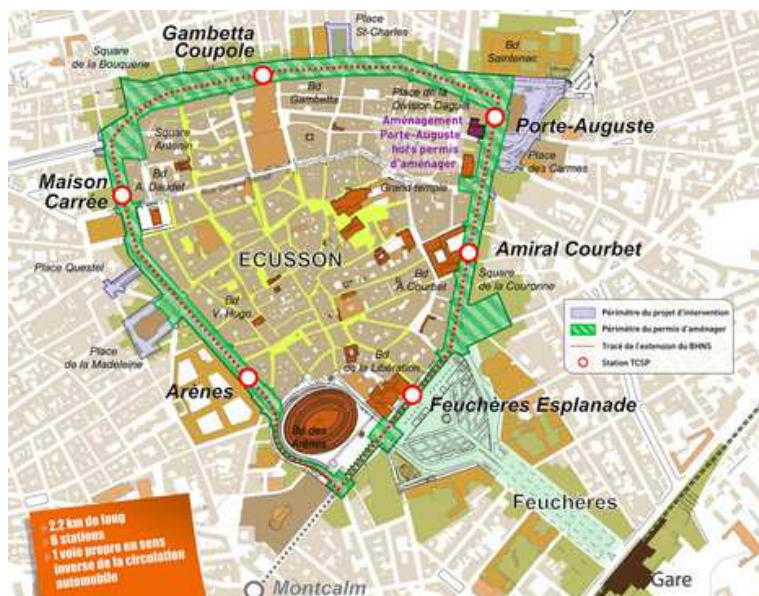 Gambetta
Coupole
Place
St-Charles
Bd
Saintenac
Square
de la Bouquerie
Bd
Gambetta
Place de la
Division Daguet
Aménagement
Porte-Auguste
hors permis
d'aménager
Porte-Auguste
Place
des Carmes
Square
Antonin
Bd
A. Daudet
Maison
Carrée
Grand temple
ECUSSON
Amiral Courbet
Bd
A.Courbet
Square
de la Couronne
Place Questel
Bd
V. Hugo
Place
de la Madeleine
Périmètre du projet d'intervention
Périmètre du permis d'aménager
Tracé de l'extension du BHNS
Station TCSP
Bd
de la Libération
Arènes
Feuchères Esplanade
Bd des
Arènes
Feuchères
2,2 km de long
6 stations
1 voie propre en sens
inverse de la circulation
automobile
Montcalm
Gare